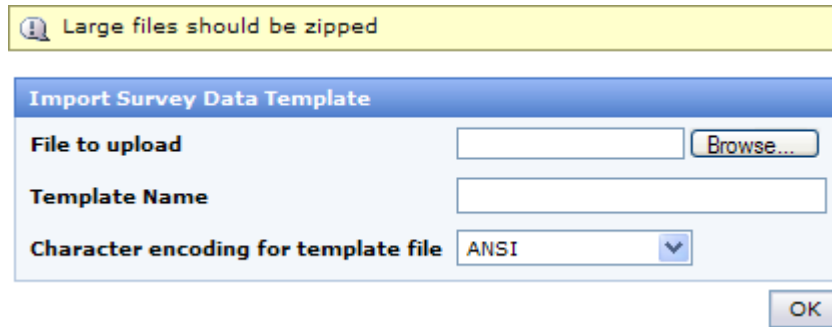 Large files should be zipped
Import Survey Data Template
File to upload Browse...
Template Name
Character encoding for template file ANSI
OK